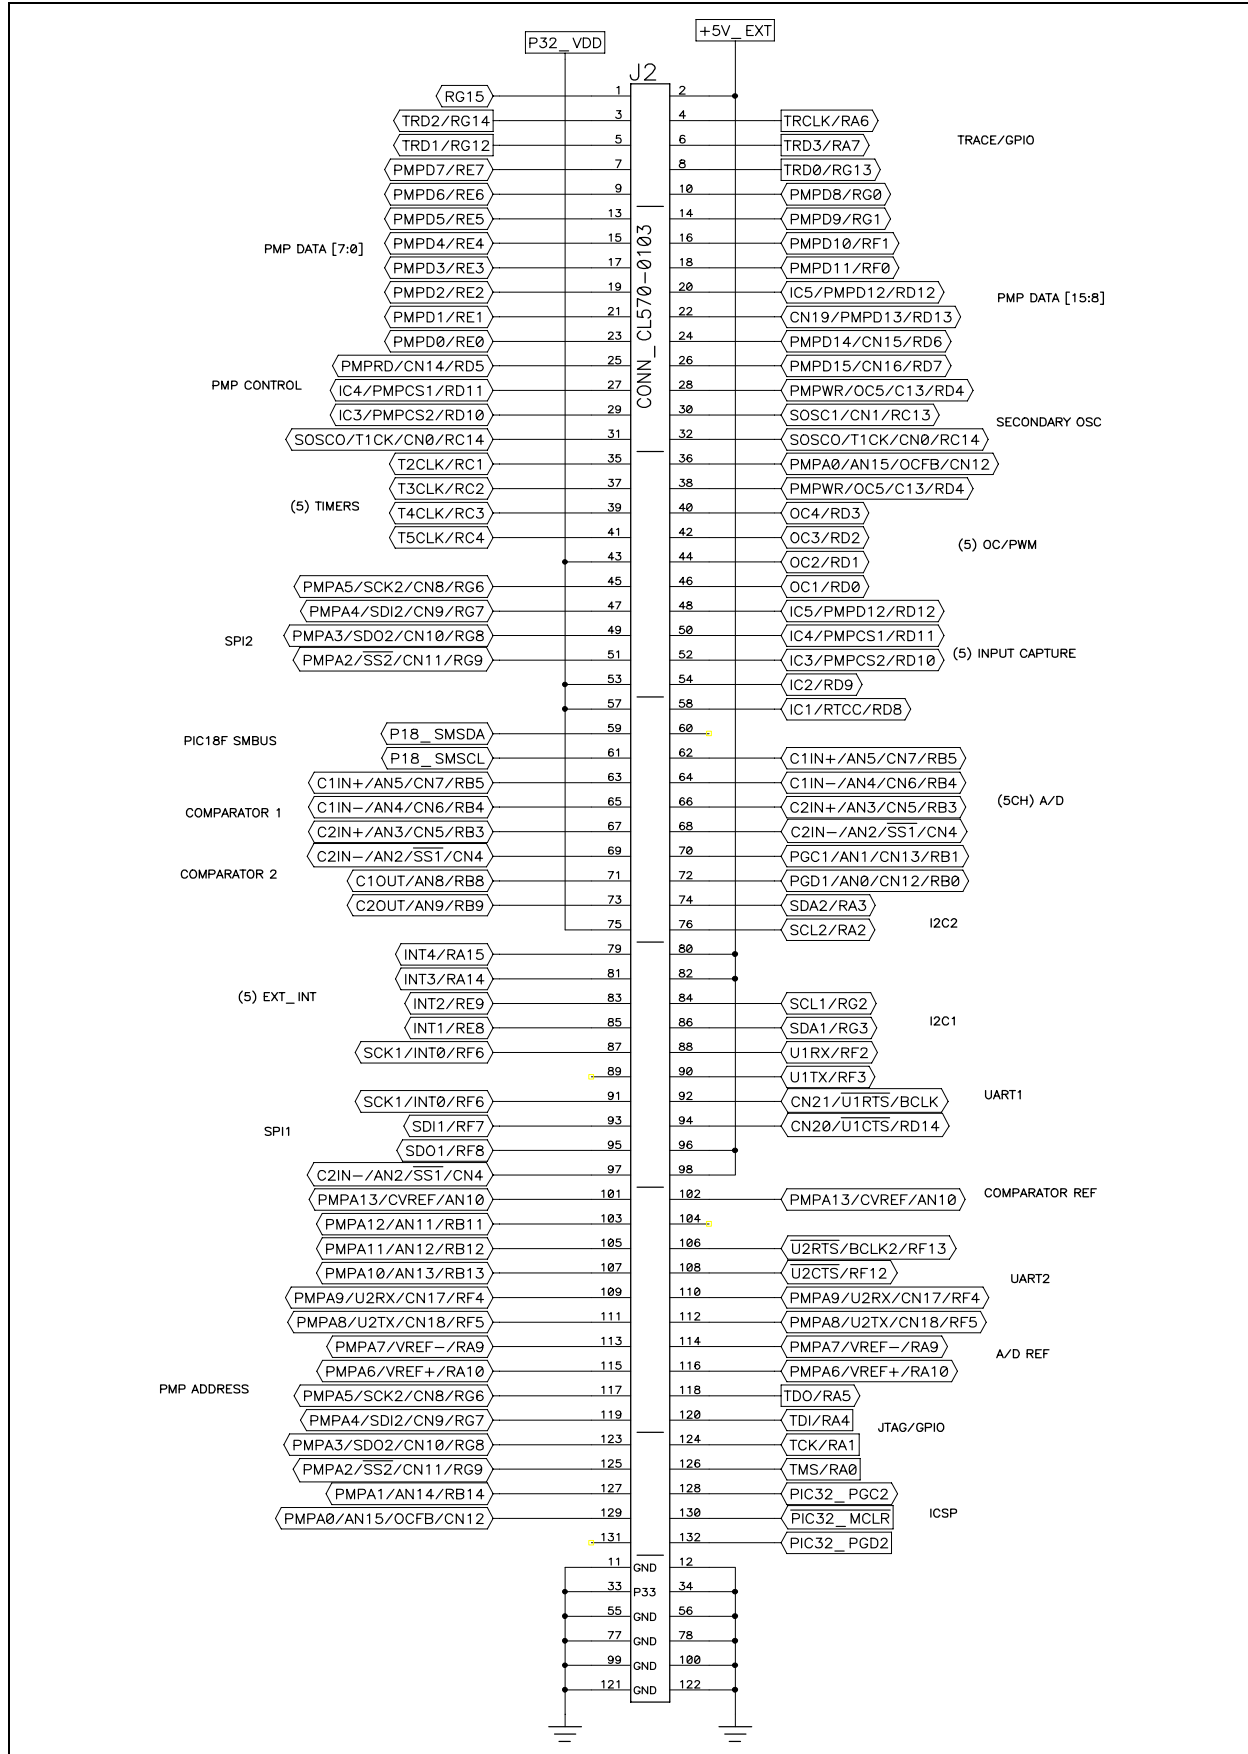 P32_VDD +5V_EXT
J2
RG15 1 2
TRD2/RG14 3 4 TRCLK/RA6
TRD1/RG12 5 6 TRD3/RA7 TRACE/GPIO
PMPD7/RE7 7 8 TRD0/RG13
PMPD6/RE6 9 10 PMPD8/RG0
PMPD5/RE5 13 14 PMPD9/RG1
PMP DATA [7:0] PMPD4/RE4 15 16 PMPD10/RF1
PMPD3/RE3 17 18 PMPD11/RF0
PMPD2/RE2 19 20 IC5/PMPD12/RD12 PMP DATA [15:8]
PMPD1/RE1 21 22 CN19/PMPD13/RD13
PMPD0/RE0 23 24 PMPD14/CN15/RD6
CONN_CL570-0103
PMPRD/CN14/RD5 25 26 PMPD15/CN16/RD7
PMP CONTROL IC4/PMPCS1/RD11 27 28 PMPWR/OC5/C13/RD4
IC3/PMPCS2/RD10 29 30 SOSC1/CN1/RC13 SECONDARY OSC
SOSCO/T1CK/CN0/RC14 31 32 SOSCO/T1CK/CN0/RC14
T2CLK/RC1 35 36 PMPA0/AN15/OCFB/CN12
T3CLK/RC2 37 38 PMPWR/OC5/C13/RD4
(5) TIMERS T4CLK/RC3 39 40 OC4/RD3
T5CLK/RC4 41 42 OC3/RD2 (5) OC/PWM
43 44 OC2/RD1
PMPA5/SCK2/CN8/RG6 45 46 OC1/RD0
PMPA4/SDI2/CN9/RG7 47 48 IC5/PMPD12/RD12
SPI2 PMPA3/SDO2/CN10/RG8 49 50 IC4/PMPCS1/RD11
PMPA2/SS2/CN11/RG9 51 52 IC3/PMPCS2/RD10 (5) INPUT CAPTURE
53 54 IC2/RD9
57 58 IC1/RTCC/RD8
PIC18F SMBUS P18_SMSDA 59 60
P18_SMSCL 61 62 C1IN+/AN5/CN7/RB5
C1IN+/AN5/CN7/RB5 63 64 C1IN-/AN4/CN6/RB4
COMPARATOR 1 C1IN-/AN4/CN6/RB4 65 66 C2IN+/AN3/CN5/RB3 (5CH) A/D
C2IN+/AN3/CN5/RB3 67 68 C2IN-/AN2/SS1/CN4
C2IN-/AN2/SS1/CN4 69 70 PGC1/AN1/CN13/RB1
COMPARATOR 2 C1OUT/AN8/RB8 71 72 PGD1/AN0/CN12/RB0
C2OUT/AN9/RB9 73 74 SDA2/RA3
75 76 SCL2/RA2 I2C2
INT4/RA15 79 80
INT3/RA14 81 82
(5) EXT_INT INT2/RE9 83 84 SCL1/RG2
INT1/RE8 85 86 SDA1/RG3 I2C1
SCK1/INT0/RF6 87 88 U1RX/RF2
89 90 U1TX/RF3
SCK1/INT0/RF6 91 92 CN21/U1RTS/BCLK UART1
SPI1 SDI1/RF7 93 94 CN20/U1CTS/RD14
SDO1/RF8 95 96
C2IN-/AN2/SS1/CN4 97 98
PMPA13/CVREF/AN10 101 102 PMPA13/CVREF/AN10 COMPARATOR REF
PMPA12/AN11/RB11 103 104
PMPA11/AN12/RB12 105 106 U2RTS/BCLK2/RF13
PMPA10/AN13/RB13 107 108 U2CTS/RF12 UART2
PMPA9/U2RX/CN17/RF4 109 110 PMPA9/U2RX/CN17/RF4
PMPA8/U2TX/CN18/RF5 111 112 PMPA8/U2TX/CN18/RF5
PMPA7/VREF-/RA9 113 114 PMPA7/VREF-/RA9 A/D REF
PMPA6/VREF+/RA10 115 116 PMPA6/VREF+/RA10
PMP ADDRESS PMPA5/SCK2/CN8/RG6 117 118 TDO/RA5
PMPA4/SDI2/CN9/RG7 119 120 TDI/RA4 JTAG/GPIO
PMPA3/SDO2/CN10/RG8 123 124 TCK/RA1
PMPA2/SS2/CN11/RG9 125 126 TMS/RA0
PMPA1/AN14/RB14 127 128 PIC32_PGC2
PMPA0/AN15/OCFB/CN12 129 130 PIC32_MCLR ICSP
131 132 PIC32_PGD2
11 GND 12
33 P33 34
55 GND 56
77 GND 78
99 GND 100
121 GND 122